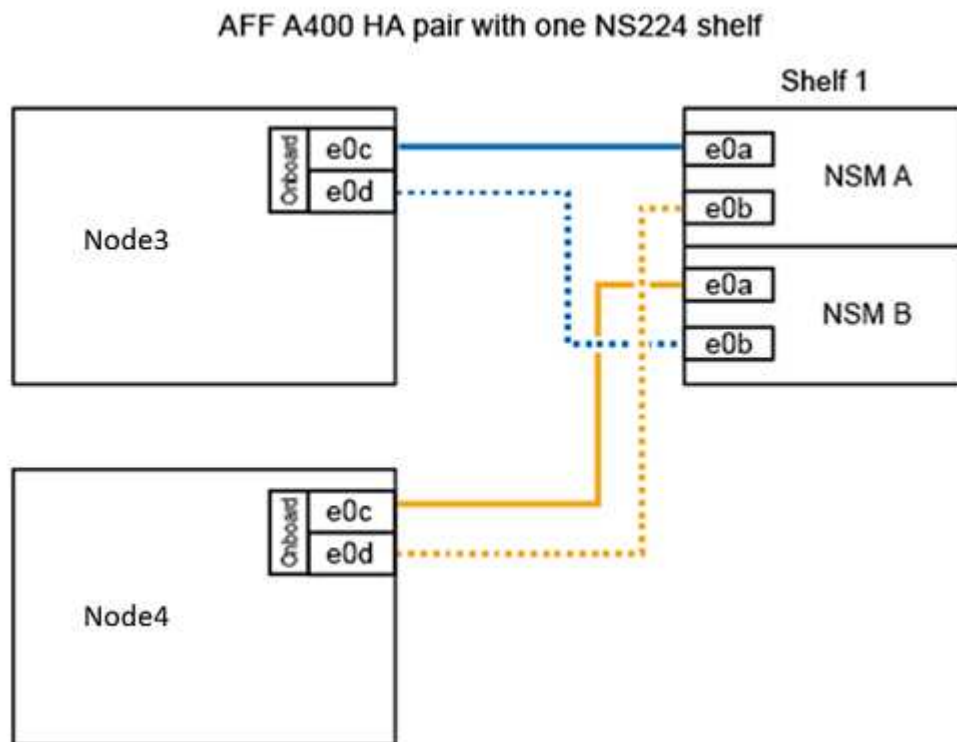 AFF A400 HA pair with one NS224 shelf
Shelf 1
Onboard
e0c
e0d
Node3
e0a
NSM A
e0b
e0a
NSM B
e0b
Onboard
e0c
e0d
Node4